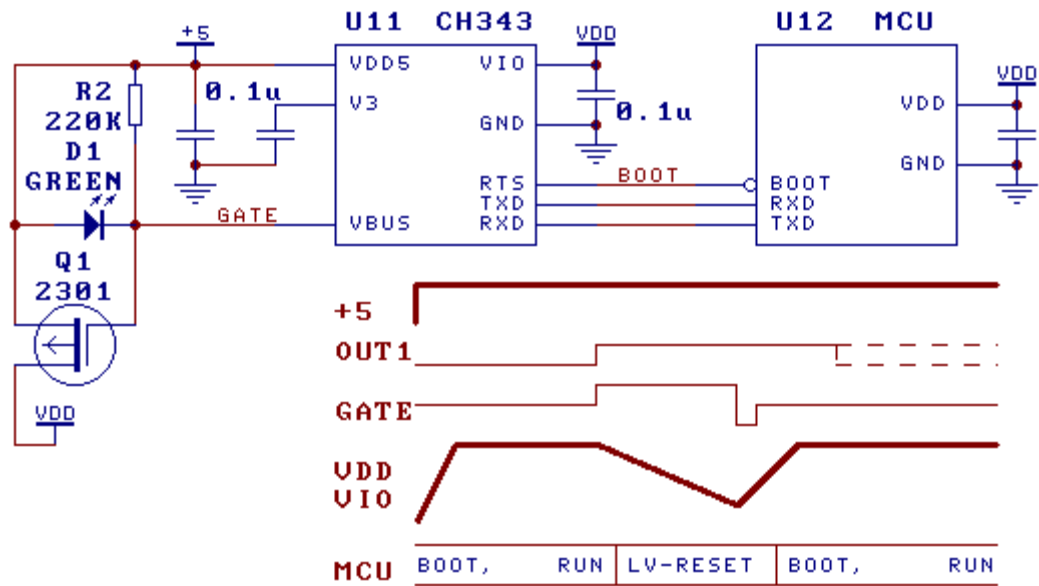 U11 CH343
U12 MCU
+5
VDD
VDD5 VIO
V3
GND
RTS
TXD
VBUS RXD
R2
220K
0.1u
0.1u
D1
GREEN
GATE
BOOT
VDD
VDD
GND
BOOT
RXD
TXD
Q1
2301
VDD
+5
OUT1
GATE
VDD
VIO
MCU BOOT, RUN LV-RESET BOOT, RUN